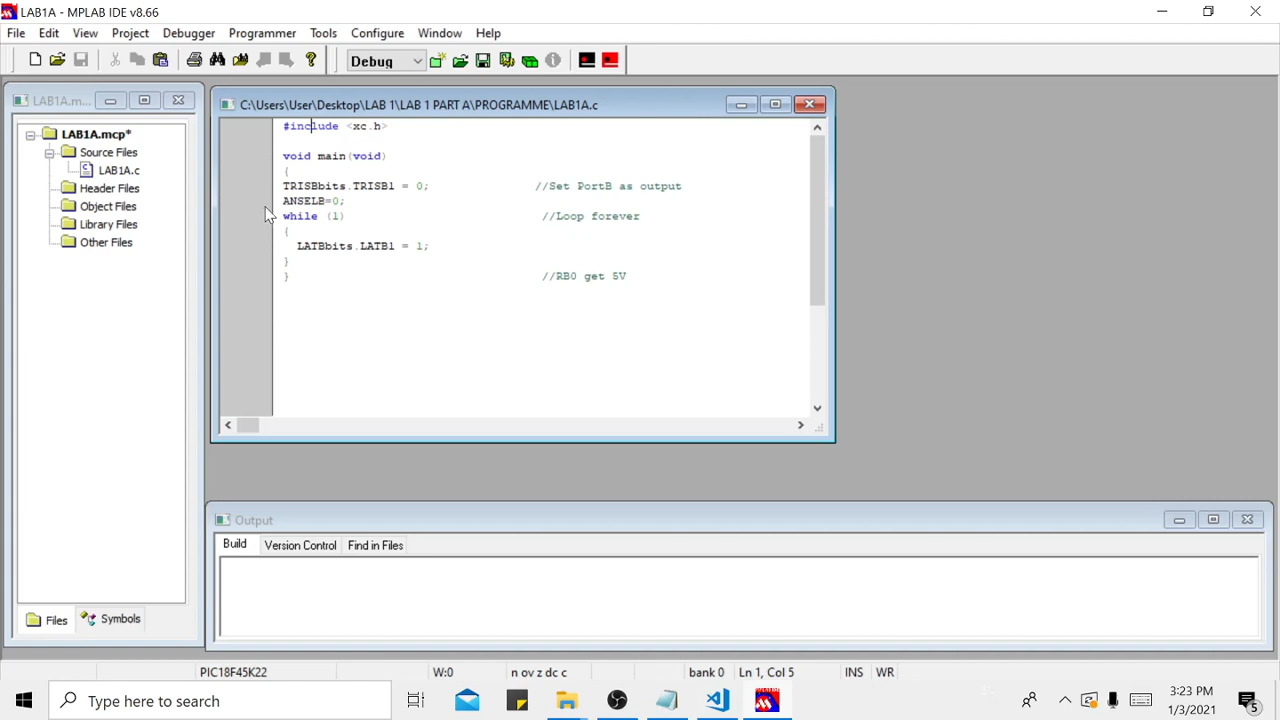 LAB1A - MPLAB IDE v8.66
File Edit View Project Debugger Programmer Tools Configure Window Help
Debug
LAB1A.m...
LAB1A.mcp*
Source Files
LAB1A.c
Header Files
Object Files
Library Files
Other Files
Files Symbols
C:\Users\User\Desktop\LAB 1\LAB 1 PART A\PROGRAMME\LAB1A.c
#include <xc.h>
void main(void)
{
TRISBbits.TRISB1 = 0; //Set PortB as output
ANSELB=0;
while (1) //Loop forever
{
LATBbits.LATB1 = 1;
}
} //RB0 get 5V
Output
Build Version Control Find in Files
PIC18F45K22 W:0 n ov z dc c bank 0 Ln 1, Col 5 INS WR
Type here to search
3:23 PM
1/3/2021
5